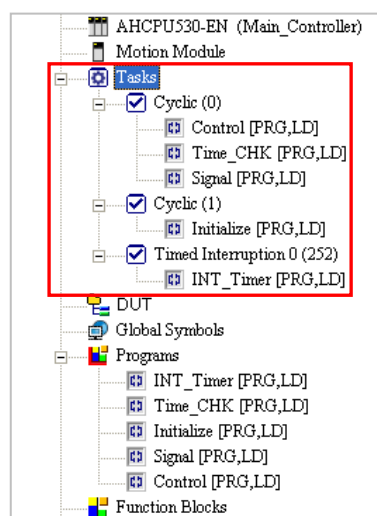 AHCPU530-EN (Main_Controller)
Motion Module
Tasks
Cyclic (0)
Control [PRG,LD]
Time_CHK [PRG,LD]
Signal [PRG,LD]
Cyclic (1)
Initialize [PRG,LD]
Timed Interruption 0 (252)
INT_Timer [PRG,LD]
DUT
Global Symbols
Programs
INT_Timer [PRG,LD]
Time_CHK [PRG,LD]
Initialize [PRG,LD]
Signal [PRG,LD]
Control [PRG,LD]
Function Blocks